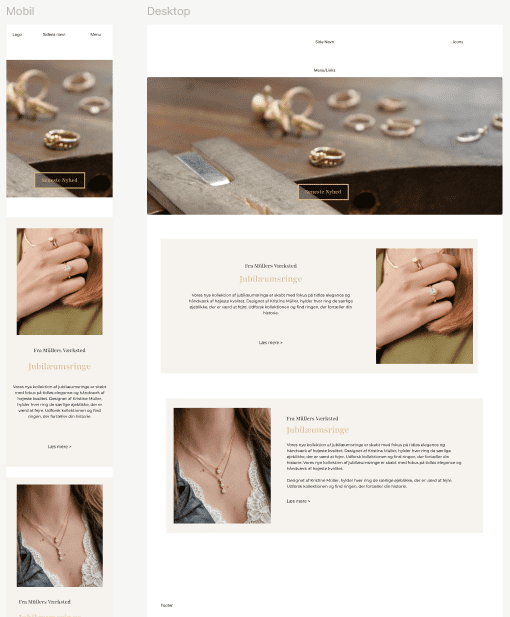 Mobil
Logo
Sidens navn
Menu
Seneste Nyhed
Fra Müllers Værksted
Jubilæumsringe
Vores nye kollektion af jubilæumsringe er skabt
med fokus på tidløs elegance og håndværk af
højeste kvalitet. Designet af Kristine Müller,
hylder hver ring de særlige øjeblikke, der er
værd at fejre. Udforsk kollektionen og find
ringen, der fortæller din historie.
Læs mere >
Fra Müllers Værksted
Jubilæumsringe
Desktop
Side Navn
Icons
Menu/Links
Seneste Nyhed
Fra Müllers Værksted
Jubilæumsringe
Vores nye kollektion af jubilæumsringe er skabt med fokus på tidløs elegance og
håndværk af højeste kvalitet. Designet af Kristine Müller, hylder hver ring de særlige
øjeblikke, der er værd at fejre. Udforsk kollektionen og find ringen, der fortæller din
historie.
Læs mere >
Fra Müllers Værksted
Jubilæumsringe
Vores nye kollektion af jubilæumsringe er skabt med fokus på tidløs elegance og
håndværk af højeste kvalitet. Designet af Kristine Müller, hylder hver ring de særlige
øjeblikke, der er værd at fejre. Udforsk kollektionen og find ringen, der fortæller din
historie. Vores nye kollektion af jubilæumsringe er skabt med fokus på tidløs elegance og
håndværk af højeste kvalitet.
Designet af Kristine Müller, hylder hver ring de særlige øjeblikke, der er værd at fejre.
Udforsk kollektionen og find ringen, der fortæller din historie.
Læs mere >
Footer